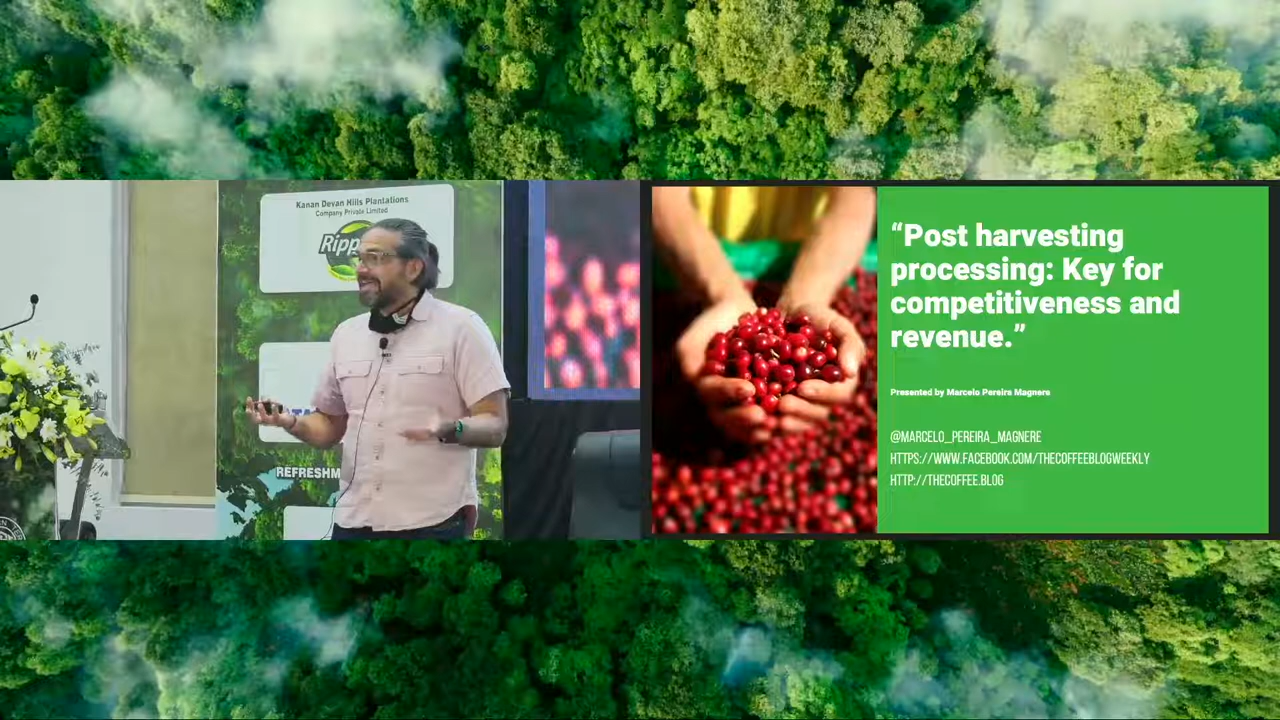 Kanan Devan Hills Plantations
Company Private Limited
REFRESHM
“Post harvesting
processing: Key for
competitiveness and
revenue.”
Presented by Marcelo Pereira Magnere
@MARCELO_PEREIRA_MAGNERE
HTTPS://WWW.FACEBOOK.COM/THECOFFEEBLOGWEEKLY
HTTP://THECOFFEE.BLOG